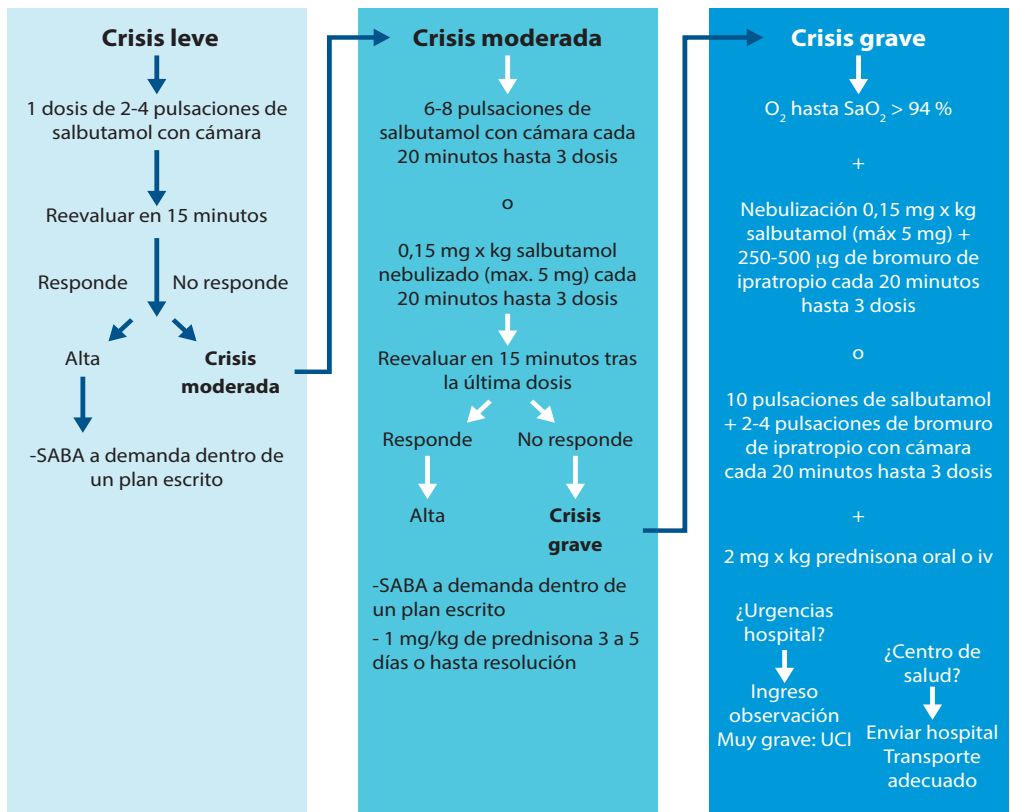 Crisis leve
1 dosis de 2-4 pulsaciones de
salbutamol con cámara
Reevaluar en 15 minutos
Responde
No responde
Alta
Crisis
moderada
-SABA a demanda dentro de
un plan escrito
Crisis moderada
6-8 pulsaciones de
salbutamol con cámara cada
20 minutos hasta 3 dosis
o
0,15 mg x kg salbutamol
nebulizado (max. 5 mg) cada
20 minutos hasta 3 dosis
Reevaluar en 15 minutos tras
la última dosis
Responde
No responde
Alta
Crisis
grave
-SABA a demanda dentro de
un plan escrito
- 1 mg/kg de prednisona 3 a 5
días o hasta resolución
Crisis grave
O₂ hasta SaO₂ > 94 %
+
Nebulización 0,15 mg x kg
salbutamol (máx 5 mg) +
250-500 µg de bromuro de
ipratropio cada 20 minutos
hasta 3 dosis
o
10 pulsaciones de salbutamol
+ 2-4 pulsaciones de bromuro
de ipratropio con cámara
cada 20 minutos hasta 3 dosis
+
2 mg x kg prednisona oral o iv
¿Urgencias
hospital?
Ingreso
observación
Muy grave: UCI
¿Centro de
salud?
Enviar hospital
Transporte
adecuado